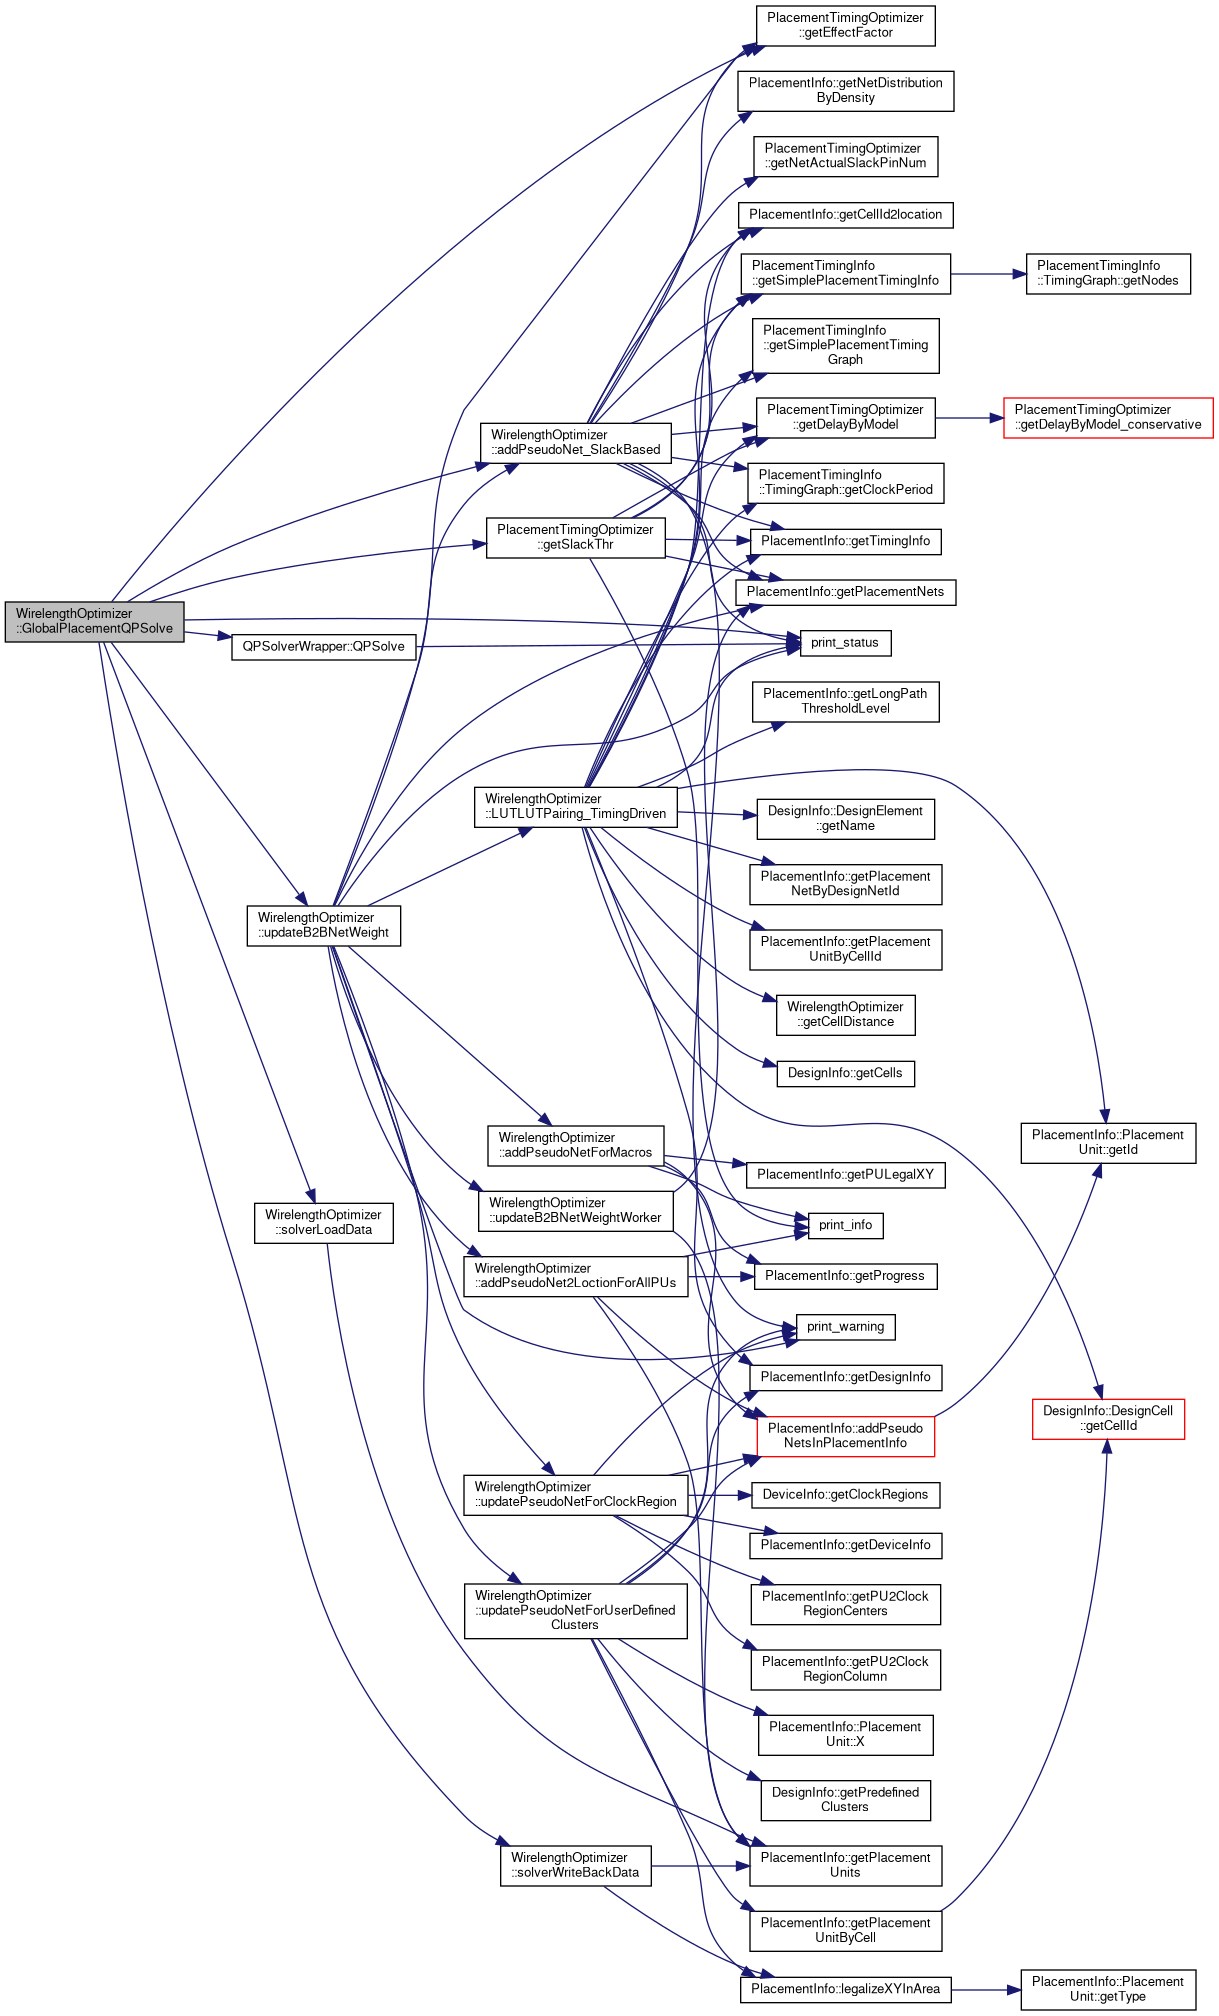 PlacementTimingOptimizer
::getEffectFactor
PlacementInfo::getNetDistribution
ByDensity
PlacementTimingOptimizer
::getNetActualSlackPinNum
PlacementInfo::getCellId2location
PlacementTimingInfo
::getSimplePlacementTimingInfo
PlacementTimingInfo
::TimingGraph::getNodes
PlacementTimingInfo
::getSimplePlacementTiming
Graph
PlacementTimingOptimizer
::getDelayByModel
PlacementTimingOptimizer
::getDelayByModel_conservative
WirelengthOptimizer
::addPseudoNet_SlackBased
PlacementTimingInfo
::TimingGraph::getClockPeriod
PlacementTimingOptimizer
::getSlackThr
PlacementInfo::getTimingInfo
PlacementInfo::getPlacementNets
WirelengthOptimizer
::GlobalPlacementQPSolve
QPSolverWrapper::QPSolve
print_status
PlacementInfo::getLongPath
ThresholdLevel
WirelengthOptimizer
::LUTLUTPairing_TimingDriven
DesignInfo::DesignElement
::getName
PlacementInfo::getPlacement
NetByDesignNetId
WirelengthOptimizer
::updateB2BNetWeight
PlacementInfo::getPlacement
UnitByCellId
WirelengthOptimizer
::getCellDistance
DesignInfo::getCells
WirelengthOptimizer
::addPseudoNetForMacros
PlacementInfo::Placement
Unit::getId
PlacementInfo::getPULegalXY
WirelengthOptimizer
::updateB2BNetWeightWorker
WirelengthOptimizer
::solverLoadData
print_info
WirelengthOptimizer
::addPseudoNet2LoctionForAllPUs
PlacementInfo::getProgress
print_warning
PlacementInfo::getDesignInfo
DesignInfo::DesignCell
::getCellId
PlacementInfo::addPseudo
NetsInPlacementInfo
WirelengthOptimizer
::updatePseudoNetForClockRegion
DeviceInfo::getClockRegions
PlacementInfo::getDeviceInfo
WirelengthOptimizer
::updatePseudoNetForUserDefined
Clusters
PlacementInfo::getPU2Clock
RegionCenters
PlacementInfo::getPU2Clock
RegionColumn
PlacementInfo::Placement
Unit::X
DesignInfo::getPredefined
Clusters
WirelengthOptimizer
::solverWriteBackData
PlacementInfo::getPlacement
Units
PlacementInfo::getPlacement
UnitByCell
PlacementInfo::legalizeXYInArea
PlacementInfo::Placement
Unit::getType